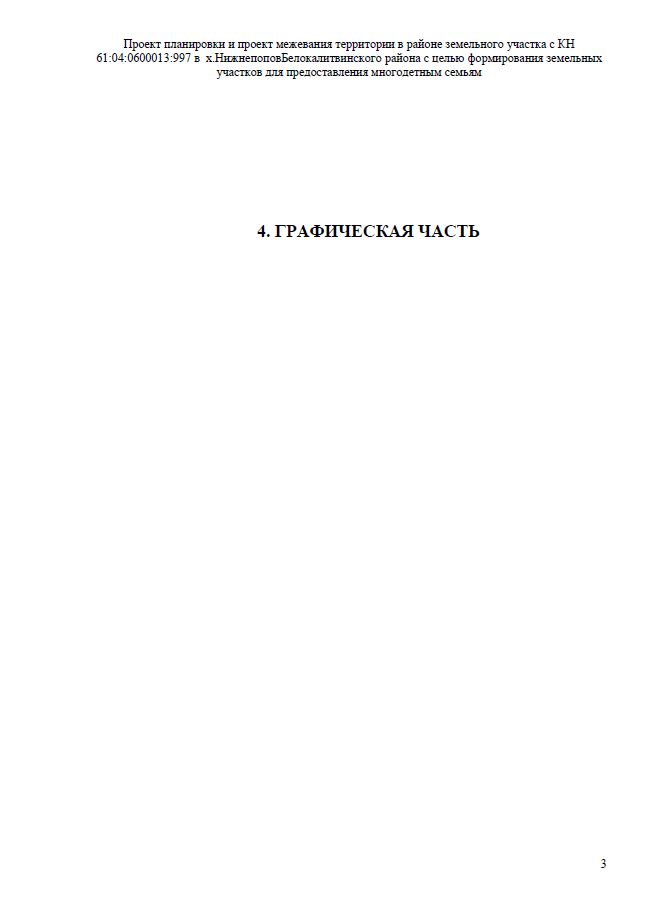 Проект планировки и проект межевания территории в районе земельного участка с КН
61:04:0600013:997 в х.НижнепоповБелокалитвинского района с целью формирования земельных
участков для предоставления многодетным семьям
4. ГРАФИЧЕСКАЯ ЧАСТЬ
3